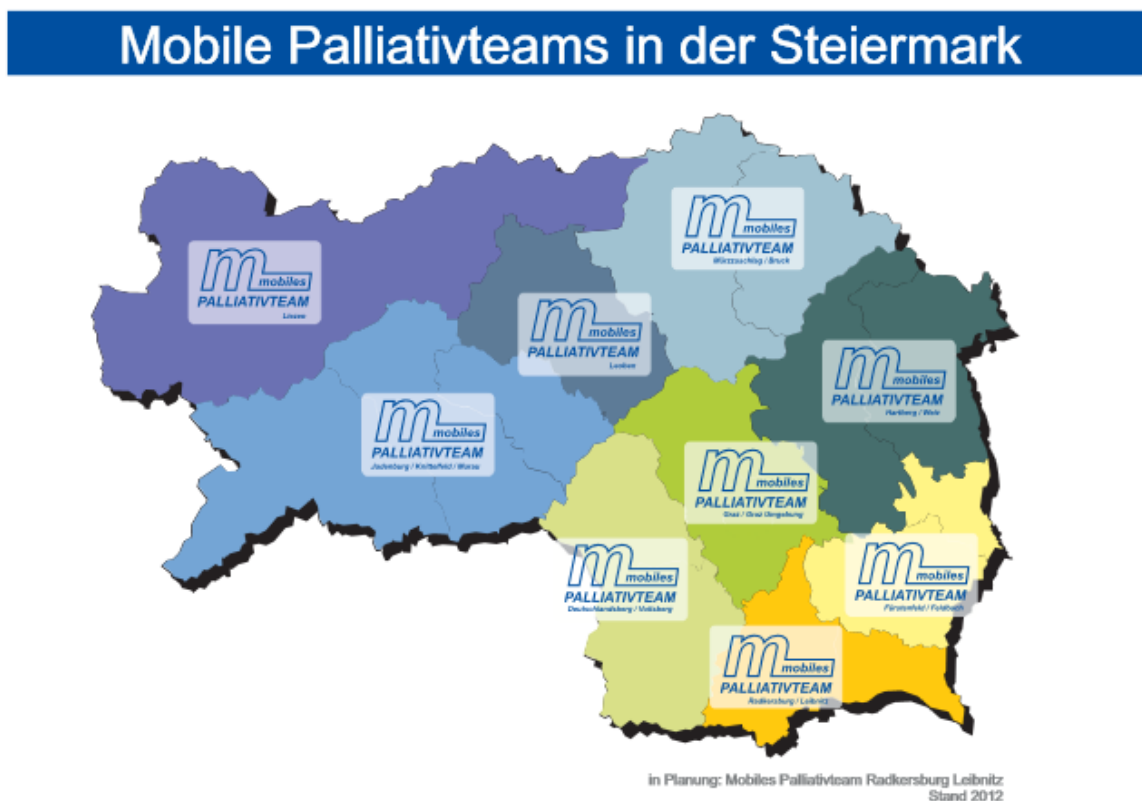 Mobile Palliativteams in der Steiermark
m mobiles
PALLIATIVTEAM
Mürzzuschlag / Bruck
m mobiles
PALLIATIVTEAM
Liezen
m mobiles
PALLIATIVTEAM
Leoben
m mobiles
PALLIATIVTEAM
Hartberg / Weiz
m mobiles
PALLIATIVTEAM
Judenburg / Knittelfeld / Murau
m mobiles
PALLIATIVTEAM
Graz / Graz Umgebung
m mobiles
PALLIATIVTEAM
Deutschlandsberg / Voitsberg
m mobiles
PALLIATIVTEAM
Fürstenfeld / Feldbach
m mobiles
PALLIATIVTEAM
Radkersburg / Leibnitz
in Planung: Mobiles Palliativteam Radkersburg Leibnitz
Stand 2012